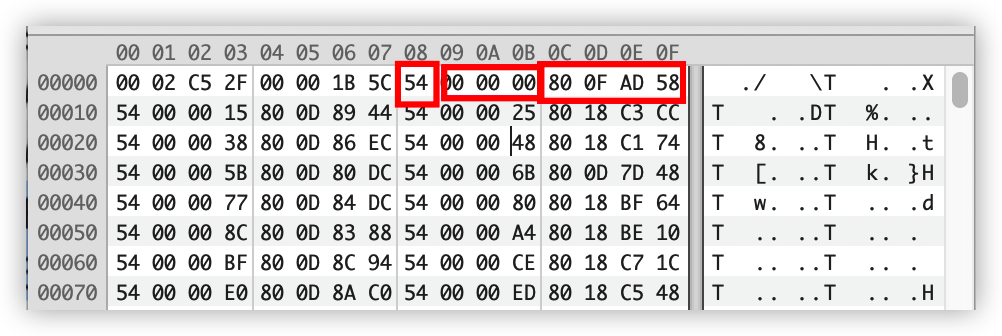 00 01 02 03 04 05 06 07 08 09 0A 0B 0C 0D 0E 0F
00000 00 02 C5 2F 00 00 1B 5C 54 00 00 00 80 0F AD 58 ./ \T . .X
00010 54 00 00 15 80 0D 89 44 54 00 00 25 80 18 C3 CC T . .DT %. ..
00020 54 00 00 38 80 0D 86 EC 54 00 00 48 80 18 C1 74 T 8. ..T H. .t
00030 54 00 00 5B 80 0D 80 DC 54 00 00 6B 80 0D 7D 48 T [. ..T k. }H
00040 54 00 00 77 80 0D 84 DC 54 00 00 80 80 18 BF 64 T w. ..T .. .d
00050 54 00 00 8C 80 0D 83 88 54 00 00 A4 80 18 BE 10 T .. ..T .. .
00060 54 00 00 BF 80 0D 8C 94 54 00 00 CE 80 18 C7 1C T .. ..T .. .
00070 54 00 00 E0 80 0D 8A C0 54 00 00 ED 80 18 C5 48 T .. ..T .. .H